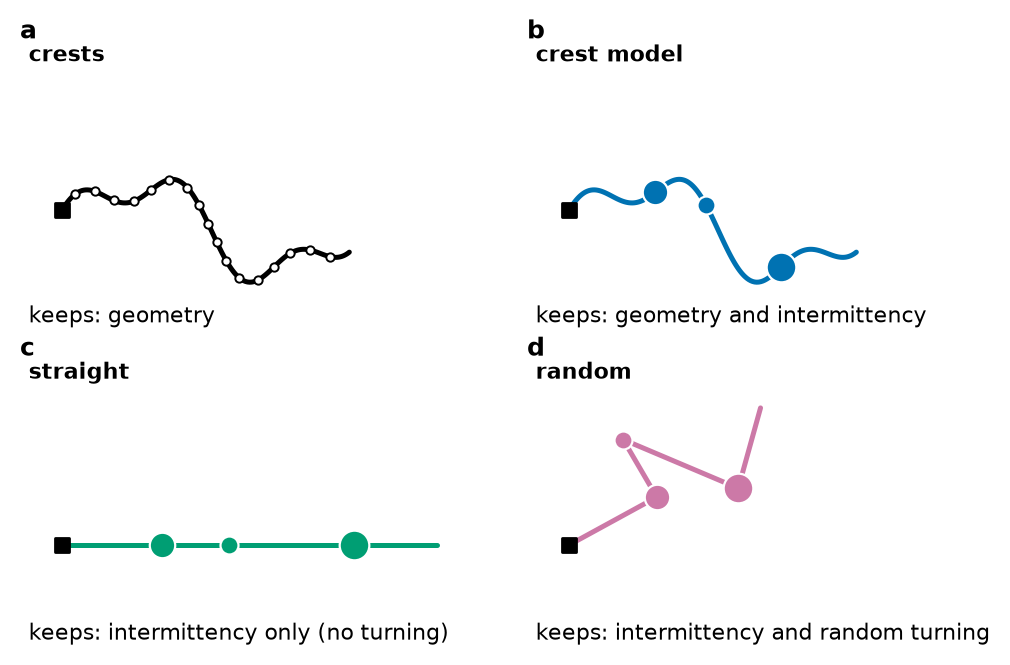 a
crests
keeps: geometry
b
crest model
keeps: geometry and intermittency
c
straight
keeps: intermittency only (no turning)
d
random
keeps: intermittency and random turning